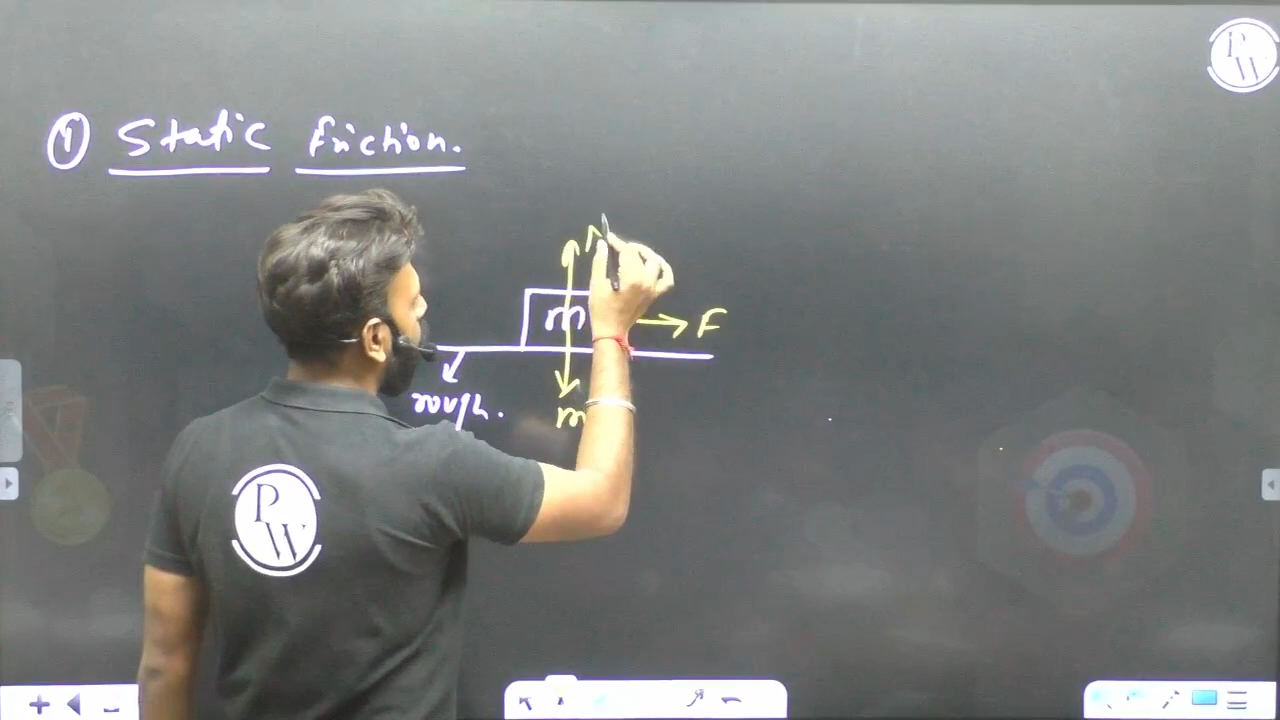 ① Static Friction.
N
m
F
rough.
m
PW
PW